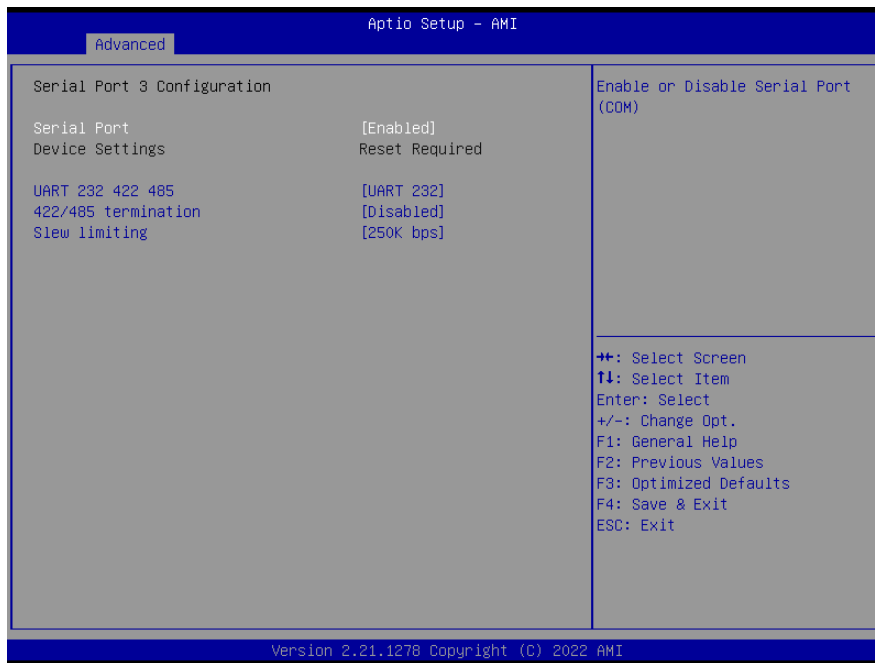 Aptio Setup – AMI
Advanced
Serial Port 3 Configuration
Serial Port [Enabled]
Device Settings Reset Required
UART 232 422 485 [UART 232]
422/485 termination [Disabled]
Slew limiting [250K bps]
Enable or Disable Serial Port
(COM)
→←: Select Screen
↑↓: Select Item
Enter: Select
+/-: Change Opt.
F1: General Help
F2: Previous Values
F3: Optimized Defaults
F4: Save & Exit
ESC: Exit
Version 2.21.1278 Copyright (C) 2022 AMI